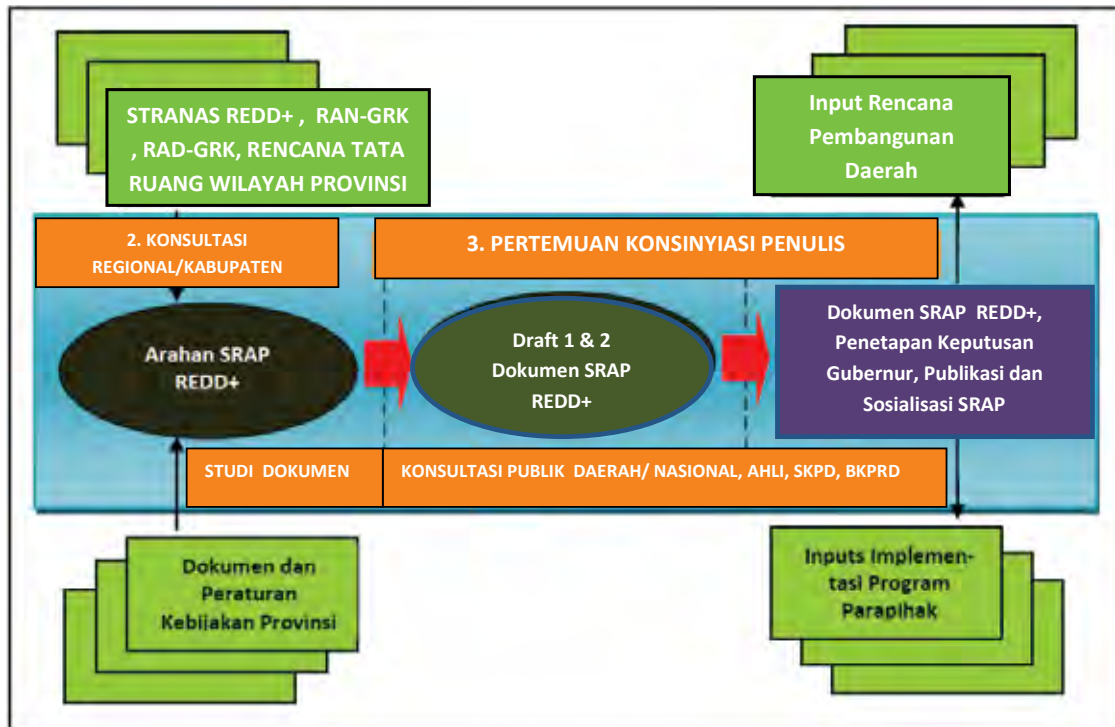 STRANAS REDD+ , RAN-GRK
, RAD-GRK, RENCANA TATA
RUANG WILAYAH PROVINSI
Input Rencana
Pembangunan
Daerah
2. KONSULTASI
REGIONAL/KABUPATEN
3. PERTEMUAN KONSINYIASI PENULIS
Arahan SRAP
REDD+
Draft 1 & 2
Dokumen SRAP
REDD+
Dokumen SRAP REDD+,
Penetapan Keputusan
Gubernur, Publikasi dan
Sosialisasi SRAP
STUDI DOKUMEN
KONSULTASI PUBLIK DAERAH/ NASIONAL, AHLI, SKPD, BKPRD
Dokumen dan
Peraturan
Kebijakan Provinsi
Inputs Implemen-
tasi Program
Parapihak